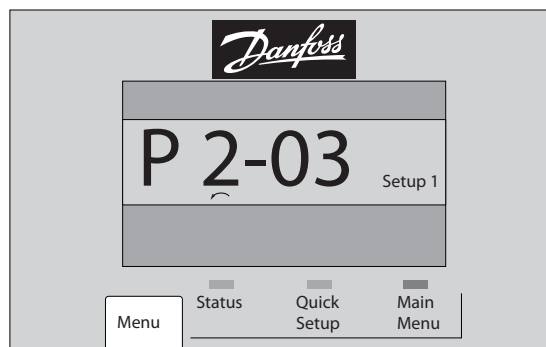 Danfoss
P 2-03
Setup 1
Status
Quick
Setup
Main
Menu
Menu